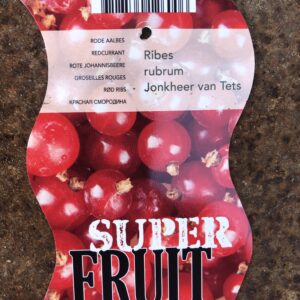 RODE AALBES
REDCURRANT
ROTE JOHANNISBEERE
GROSEILLES ROUGES
RØD RIBS
КРАСНАЯ СМОРОДИНА
Ribes
rubrum
Jonkheer van Tets
SUPER
FRUIT